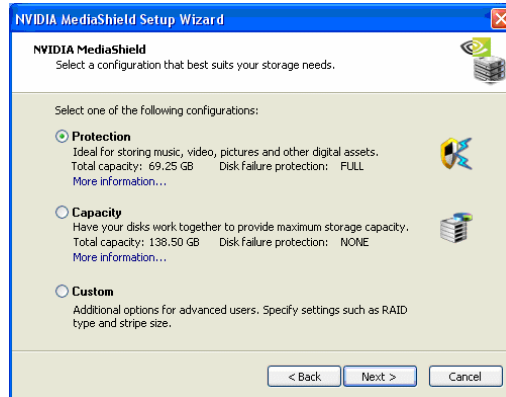 NVIDIA MediaShield Setup Wizard
NVIDIA MediaShield
Select a configuration that best suits your storage needs.
Select one of the following configurations:
Protection
Ideal for storing music, video, pictures and other digital assets.
Total capacity: 69.25 GB Disk failure protection: FULL
More information...
Capacity
Have your disks work together to provide maximum storage capacity.
Total capacity: 138.50 GB Disk failure protection: NONE
More information...
Custom
Additional options for advanced users. Specify settings such as RAID
type and stripe size.
< Back Next > Cancel